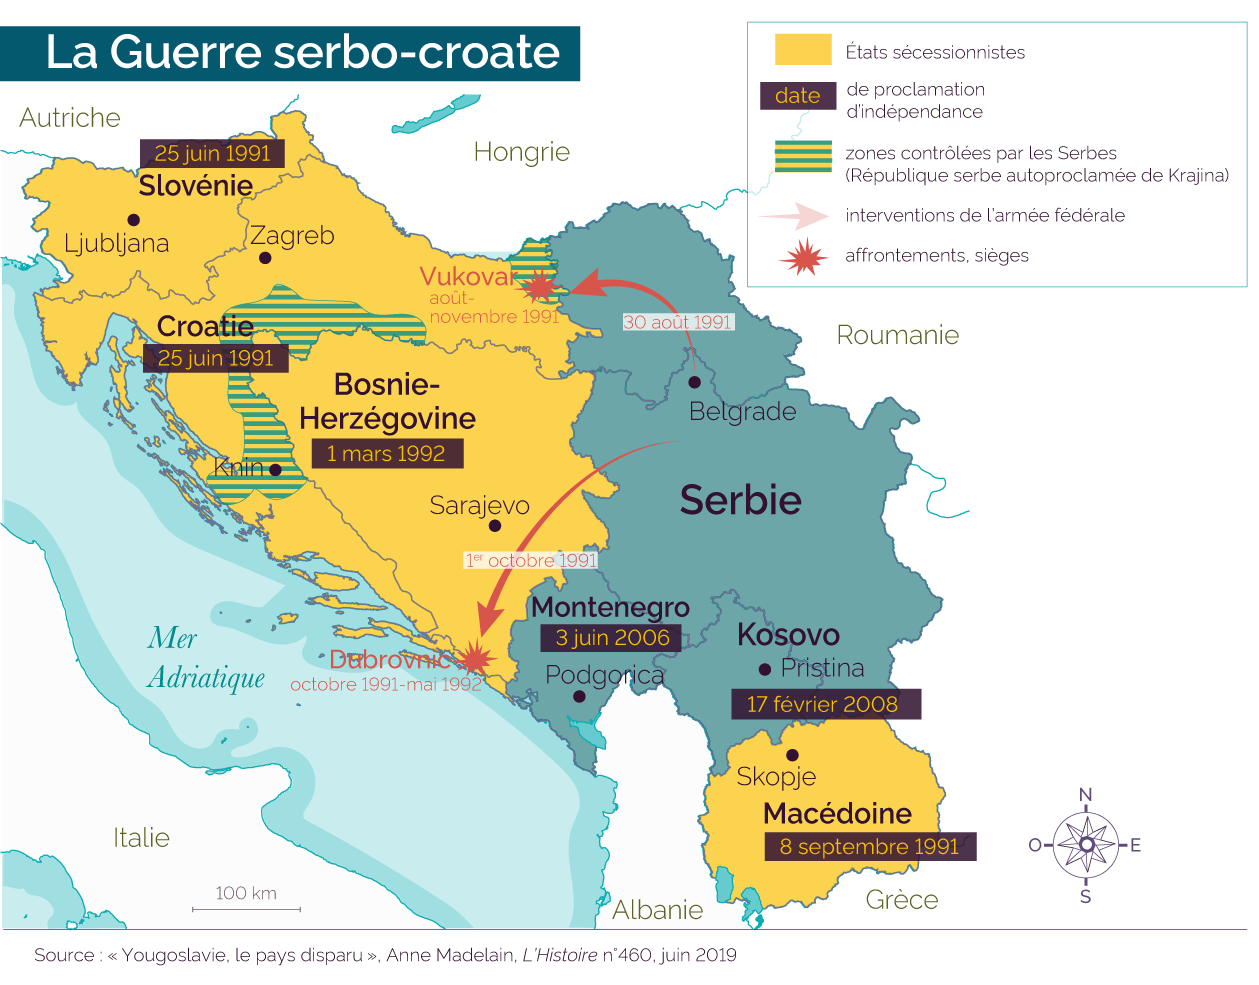 La Guerre serbo-croate
États sécessionnistes
date
de proclamation
d'indépendance
zones contrôlées par les Serbes
(République serbe autoproclamée de Krajina)
interventions de l'armée fédérale
affrontements, sièges
Autriche
Hongrie
25 juin 1991
Slovénie
Ljubljana
Zagreb
Vukovar
août-
novembre 1991
30 août 1991
Roumanie
Croatie
25 juin 1991
Bosnie-
Herzégovine
1 mars 1992
Belgrade
Knin
Sarajevo
Serbie
1er octobre 1991
Montenegro
3 juin 2006
Kosovo
Mer
Adriatique
Dubrovnic
octobre 1991-mai 1992
Podgorica
Pristina
17 février 2008
Skopje
Macédoine
8 septembre 1991
Italie
100 km
Albanie
Grèce
N
O
E
S
Source : « Yougoslavie, le pays disparu », Anne Madelain, L'Histoire n°460, juin 2019